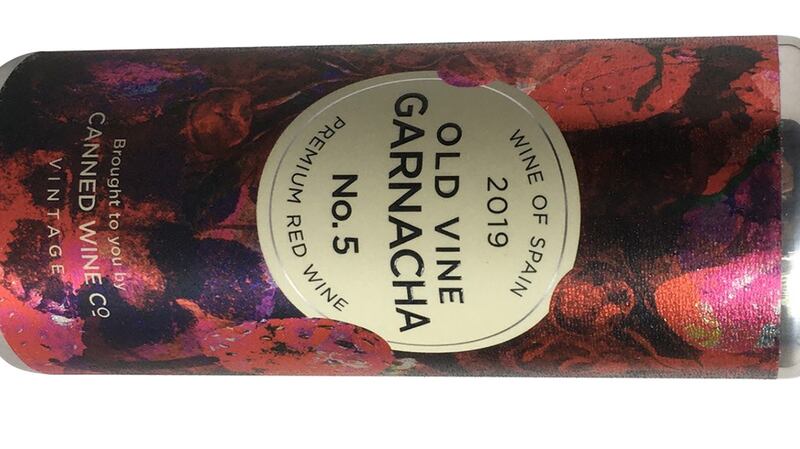 WINE OF SPAIN
2019
OLD VINE
GARNACHA
No. 5
PREMIUM RED WINE
Brought to you by
CANNED WINE Cº
VINTAGE